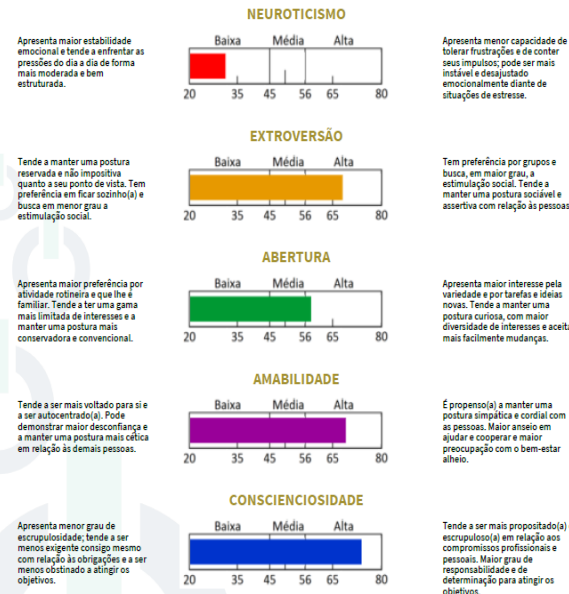 NEUROTICISMO
Apresenta maior estabilidade
emocional e tende a enfrentar as
pressões do dia a dia de forma
mais moderada e bem
estruturada.
Baixa Média Alta
20 35 45 56 65 80
Apresenta menor capacidade de
tolerar frustrações e de conter
seus impulsos; pode ser mais
instável e desajustado
emocionalmente diante de
situações de estresse.
EXTROVERSÃO
Tende a manter uma postura
reservada e não impositiva
quanto a seu ponto de vista. Tem
preferência em ficar sozinho(a) e
busca em menor grau a
estimulação social.
Baixa Média Alta
20 35 45 56 65 80
Tem preferência por grupos e
busca, em maior grau, a
estimulação social. Tende a
manter uma postura sociável e
assertiva com relação às pessoas
ABERTURA
Apresenta maior preferência por
atividade rotineira e que lhe é
familiar. Tende a ter uma gama
mais limitada de interesses e a
manter uma postura mais
conservadora e convencional.
Baixa Média Alta
20 35 45 56 65 80
Apresenta maior interesse pela
variedade e por tarefas e ideias
novas. Tende a manter uma
postura curiosa, com maior
diversidade de interesses e aceita
mais facilmente mudanças.
AMABILIDADE
Tende a ser mais voltado para si e
a ser autocentrado(a). Pode
demonstrar maior desconfiança e
a manter uma postura mais cética
em relação às demais pessoas.
Baixa Média Alta
20 35 45 56 65 80
É propenso(a) a manter uma
postura simpática e cordial com
as pessoas. Maior anseio em
ajudar e cooperar e maior
preocupação com o bem-estar
alheio.
CONSCIENCIOSIDADE
Apresenta menor grau de
escrupulosidade; tende a ser
menos exigente consigo mesmo
com relação às obrigações e a ser
menos obstinado a atingir os
objetivos.
Baixa Média Alta
20 35 45 56 65 80
Tende a ser mais propositado(a)
escrupuloso(a) em relação aos
compromissos profissionais e
pessoais. Maior grau de
responsabilidade e de
determinação para atingir os
objetivos.